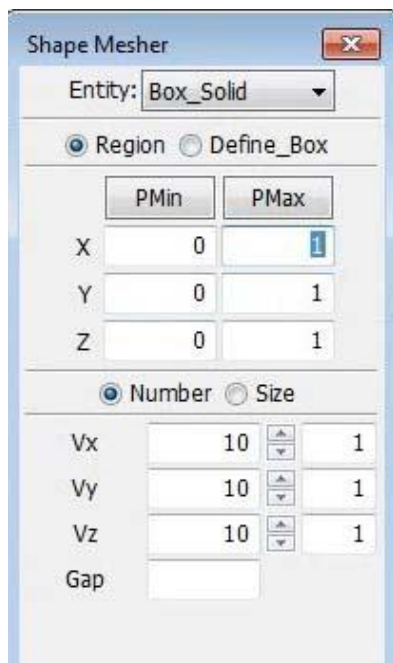 Shape Mesher
Entity: Box_Solid
Region Define_Box
PMin PMax
X 0 1
Y 0 1
Z 0 1
Number Size
Vx 10 1
Vy 10 1
Vz 10 1
Gap